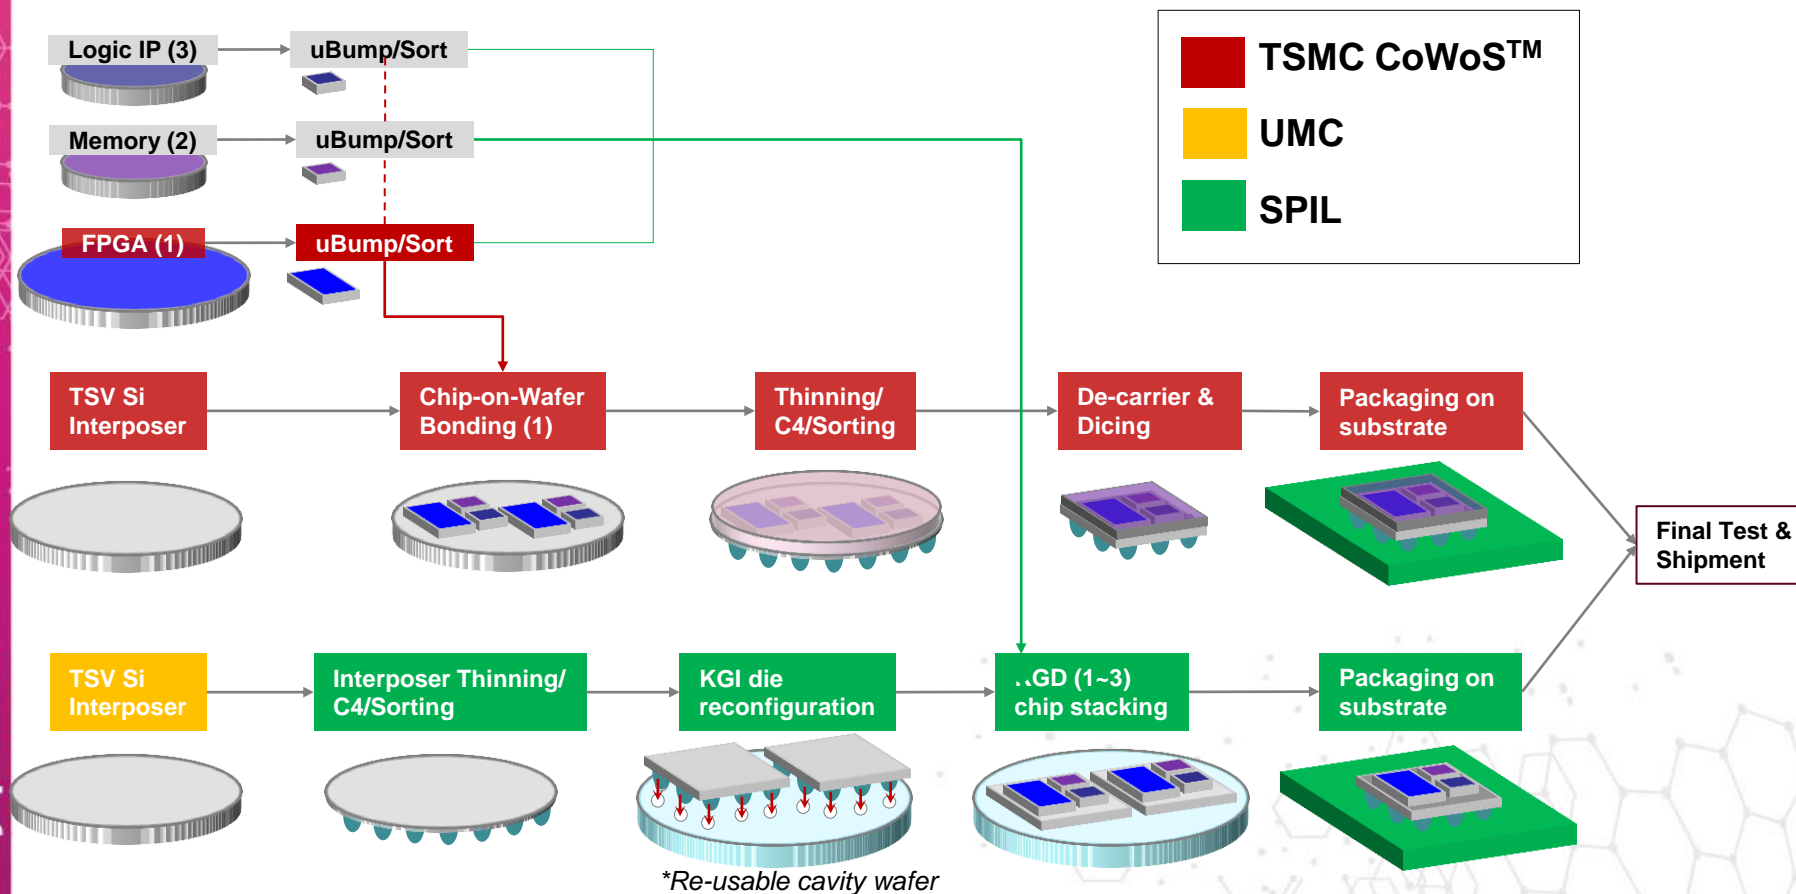 Logic IP (3)
uBump/Sort
TSMC CoWoS™
Memory (2)
uBump/Sort
UMC
SPIL
FPGA (1)
uBump/Sort
TSV Si
Interposer
Chip-on-Wafer
Bonding (1)
Thinning/
C4/Sorting
De-carrier &
Dicing
Packaging on
substrate
Final Test &
Shipment
TSV Si
Interposer
Interposer Thinning/
C4/Sorting
KGI die
reconfiguration
KGD (1~3)
chip stacking
Packaging on
substrate
*Re-usable cavity wafer